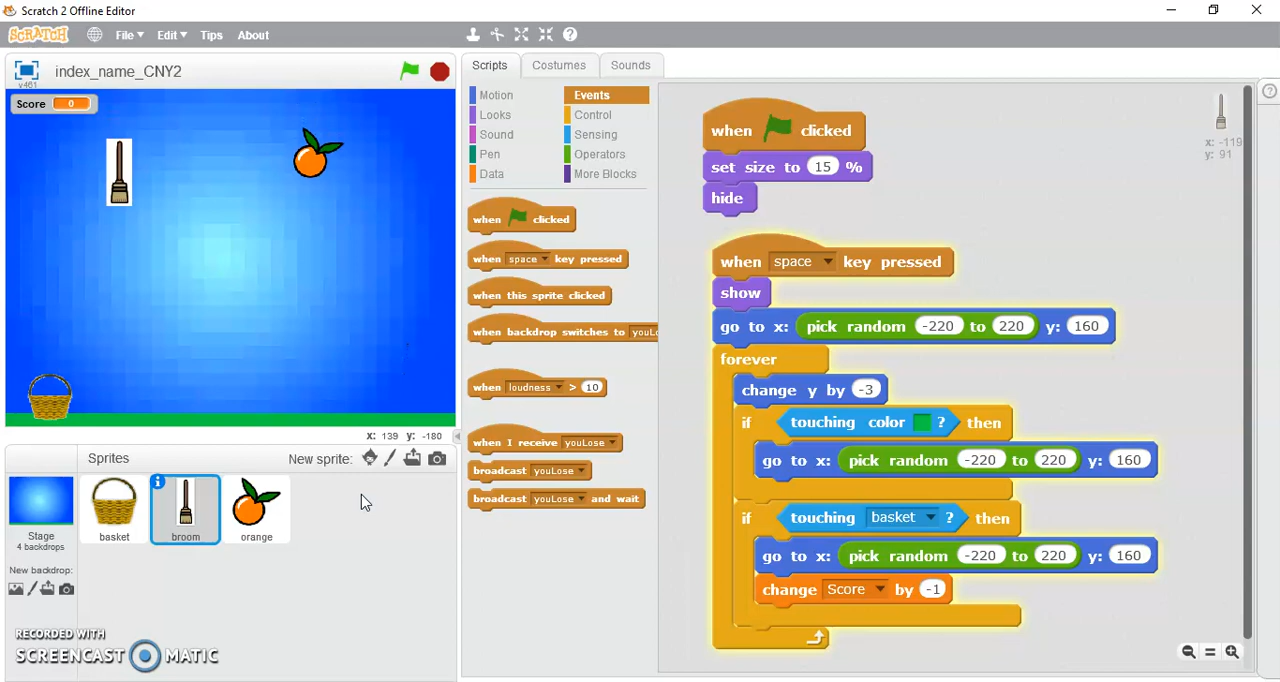 Scratch 2 Offline Editor
SCRATCH File Edit Tips About
index_name_CNY2
v461
Score 0
Scripts Costumes Sounds
Motion Events
Looks Control
Sound Sensing
Pen Operators
Data More Blocks
when clicked
when space key pressed
when this sprite clicked
when backdrop switches to
when loudness > 10
when I receive youLose
broadcast youLose
broadcast youLose and wait
when clicked
set size to 15 %
hide
when space key pressed
show
go to x: pick random -220 to 220 y: 160
forever
change y by -3
if touching color ? then
go to x: pick random -220 to 220 y: 160
if touching basket ? then
go to x: pick random -220 to 220 y: 160
change Score by -1
x: -119
y: 91
x: 139 y: -180
Sprites New sprite:
Stage
4 backdrops
New backdrop:
basket
broom
orange
RECORDED WITH
SCREENCAST MATIC